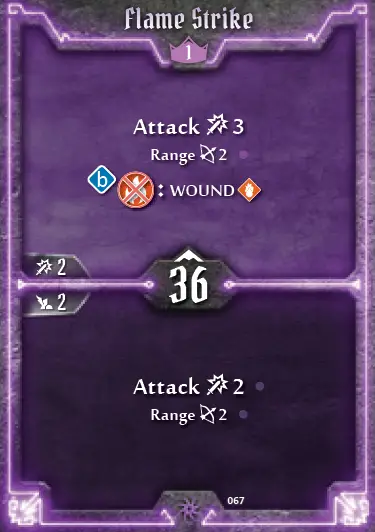 Flame Strike
1
Attack 3
Range 2
b : WOUND
2
36
2
Attack 2
Range 2
067